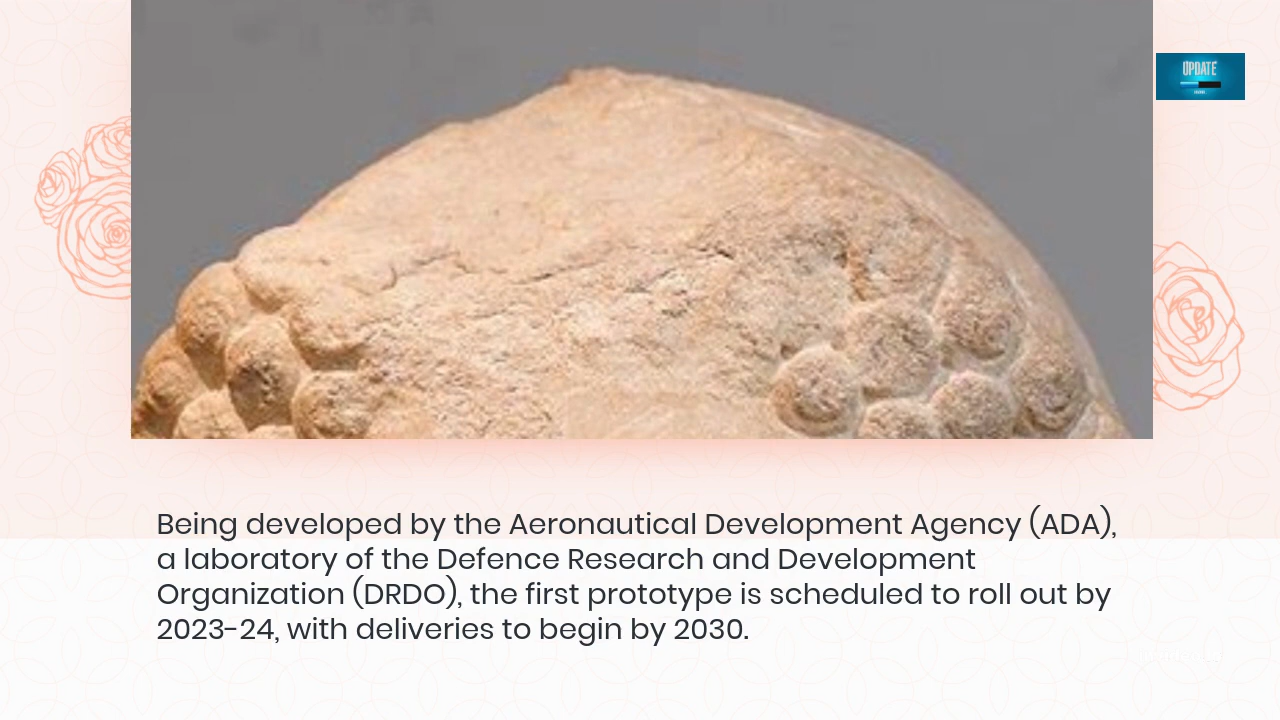 UPDATE
Being developed by the Aeronautical Development Agency (ADA),
a laboratory of the Defence Research and Development
Organization (DRDO), the first prototype is scheduled to roll out by
2023-24, with deliveries to begin by 2030.